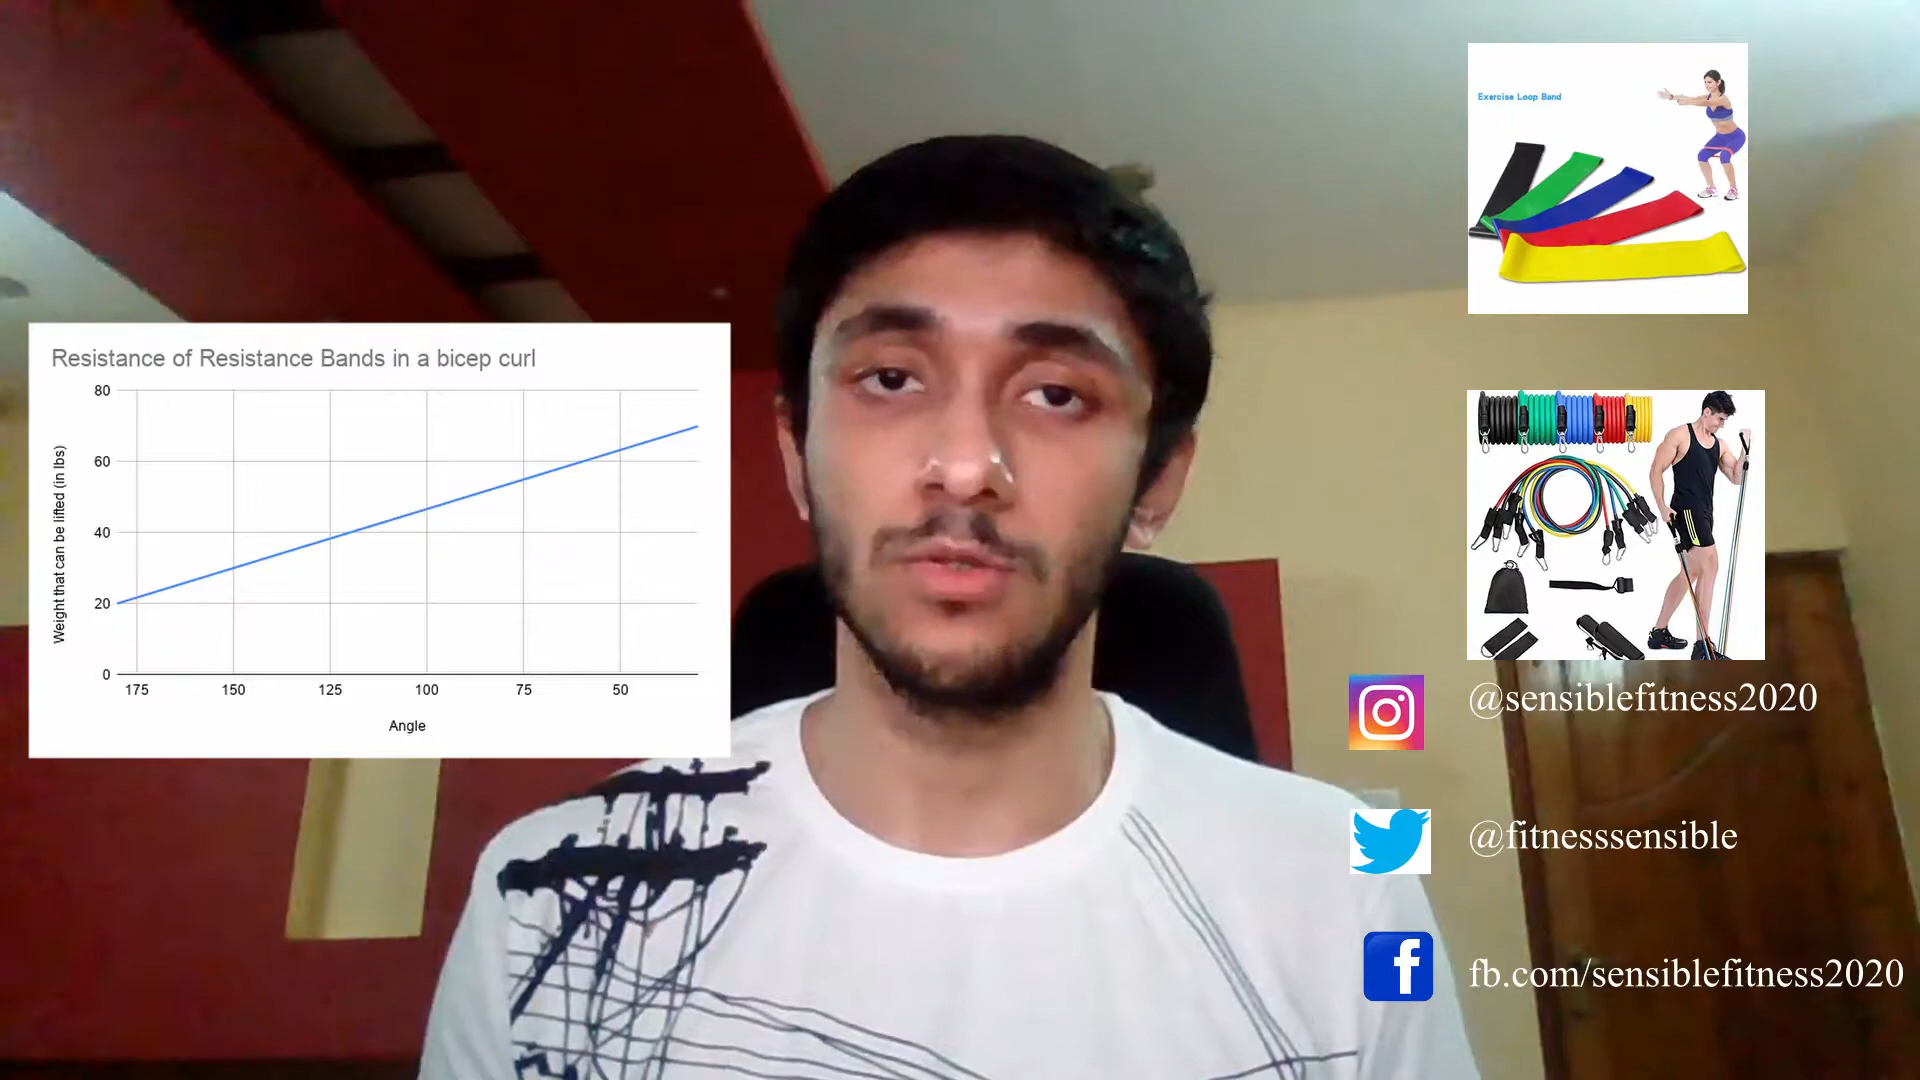 Exercise Loop Band
Resistance of Resistance Bands in a bicep curl
80
60
40
20
0
Weight that can be lifted (in lbs)
175 150 125 100 75 50
Angle
@sensiblefitness2020
@fitnesssensible
f fb.com/sensiblefitness2020